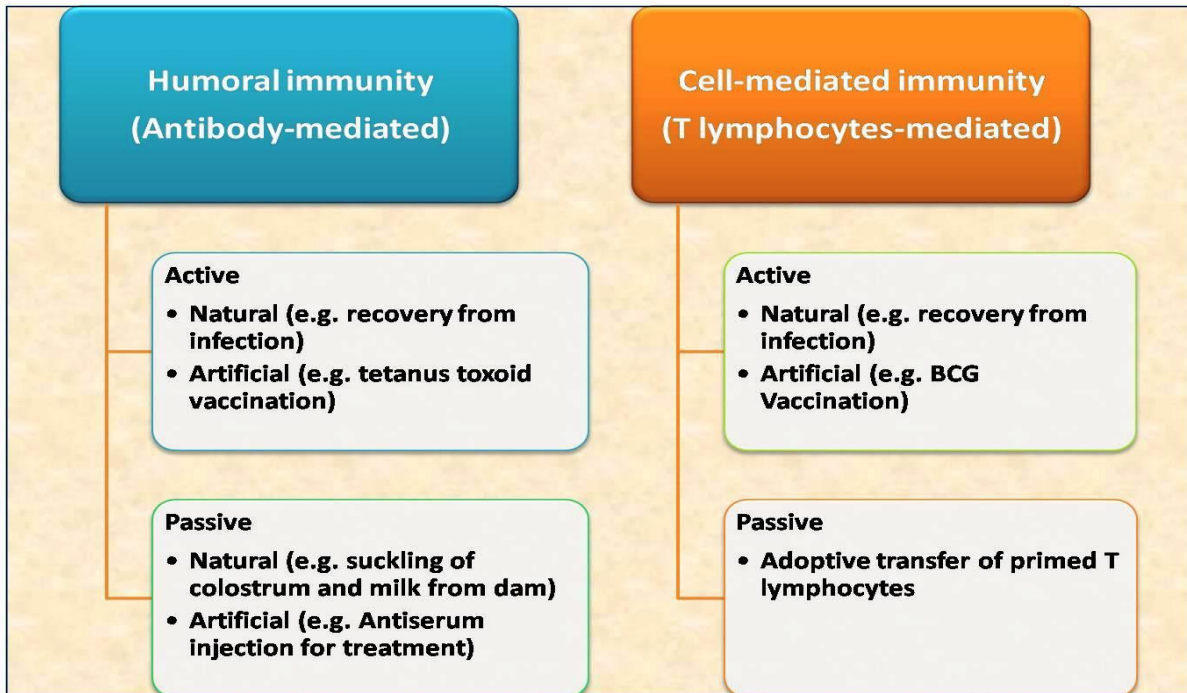 Humoral immunity
(Antibody-mediated)
Active
• Natural (e.g. recovery from
infection)
• Artificial (e.g. tetanus toxoid
vaccination)
Passive
• Natural (e.g. suckling of
colostrum and milk from dam)
• Artificial (e.g. Antiserum
injection for treatment)
Cell-mediated immunity
(T lymphocytes-mediated)
Active
• Natural (e.g. recovery from
infection)
• Artificial (e.g. BCG
Vaccination)
Passive
• Adoptive transfer of primed T
lymphocytes